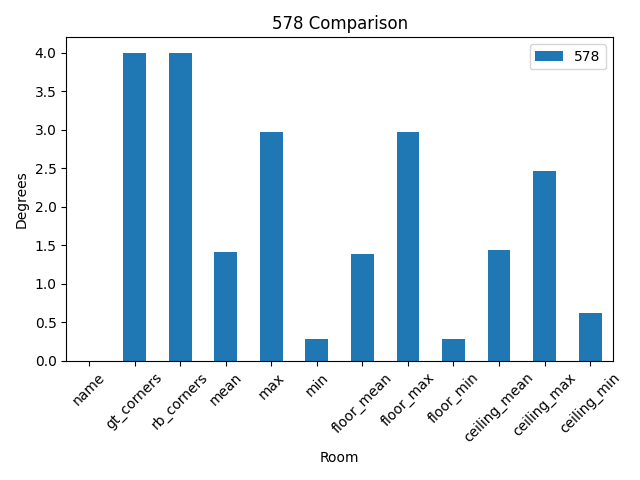 578 Comparison
578
Degrees
4.0
3.5
3.0
2.5
2.0
1.5
1.0
0.5
0.0
name
gt_corners
rb_corners
mean
max
min
floor_mean
floor_max
floor_min
ceiling_mean
ceiling_max
ceiling_min
Room